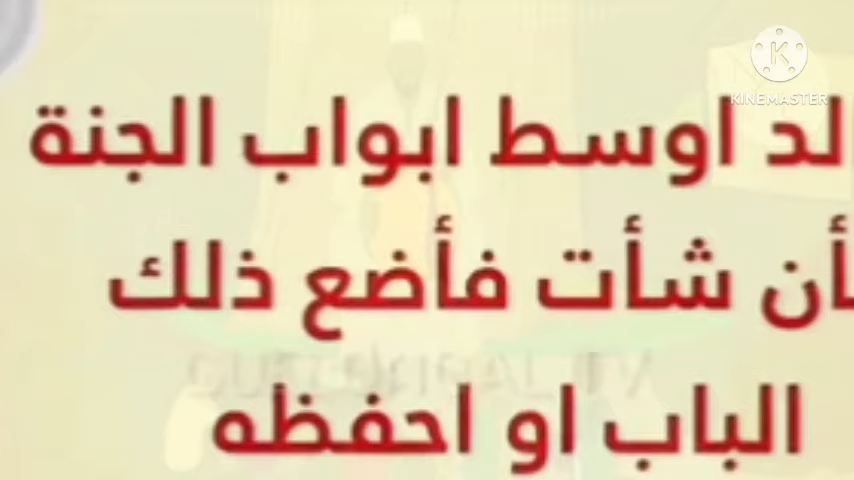 KINEMASTER
لد اوسط ابواب الجنة
أن شأت فأضع ذلك
الباب او احفظه